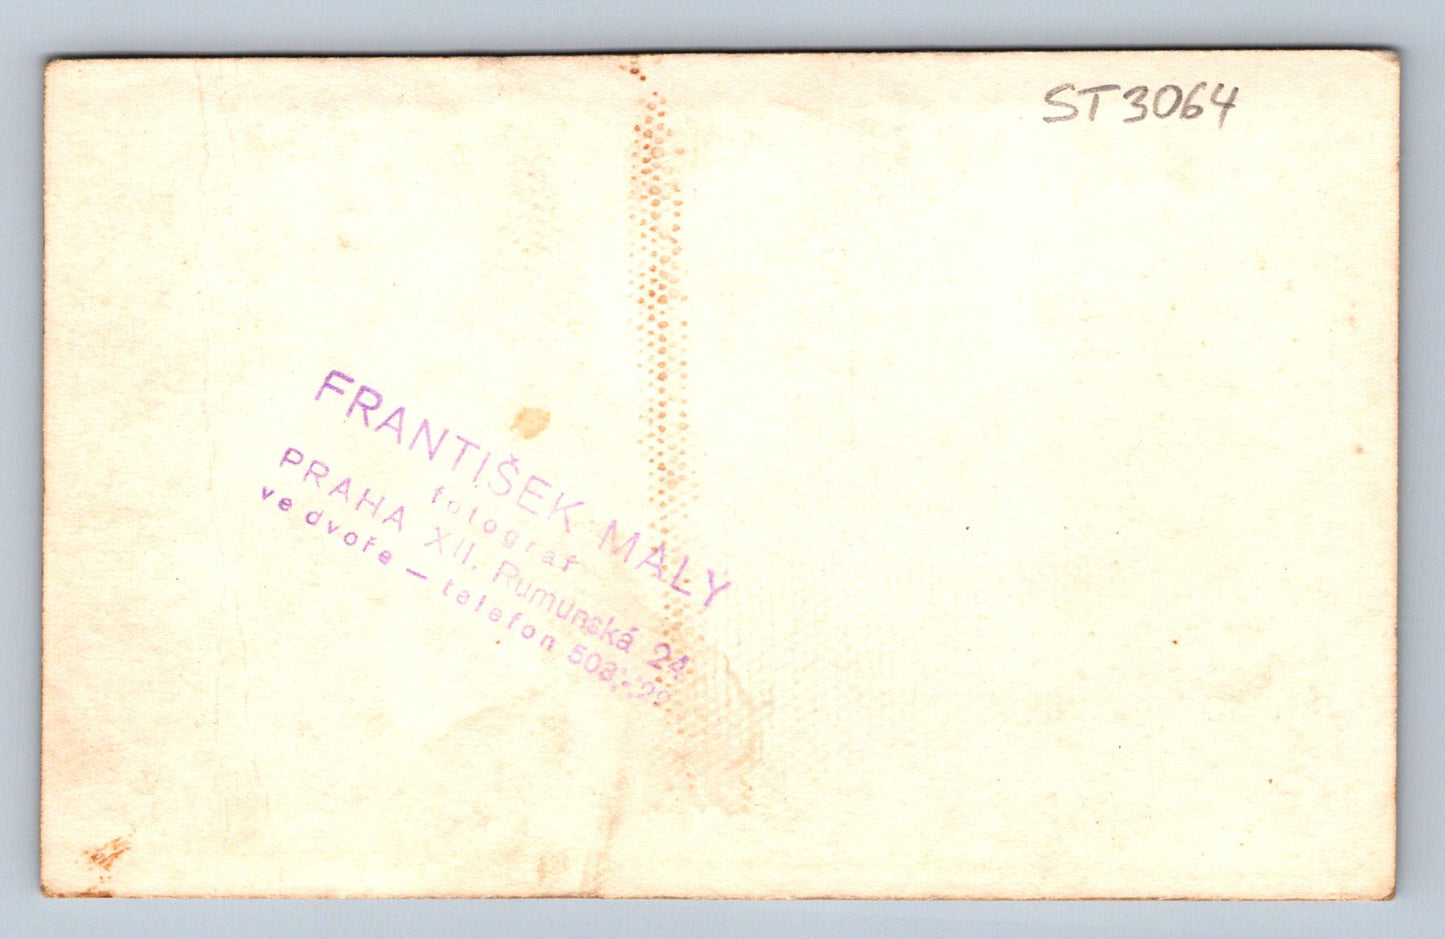 ST3064
FRANTIŠEK MALÝ
fotograf
PRAHA XII. Rumunská 24
ve dvoře — telefon